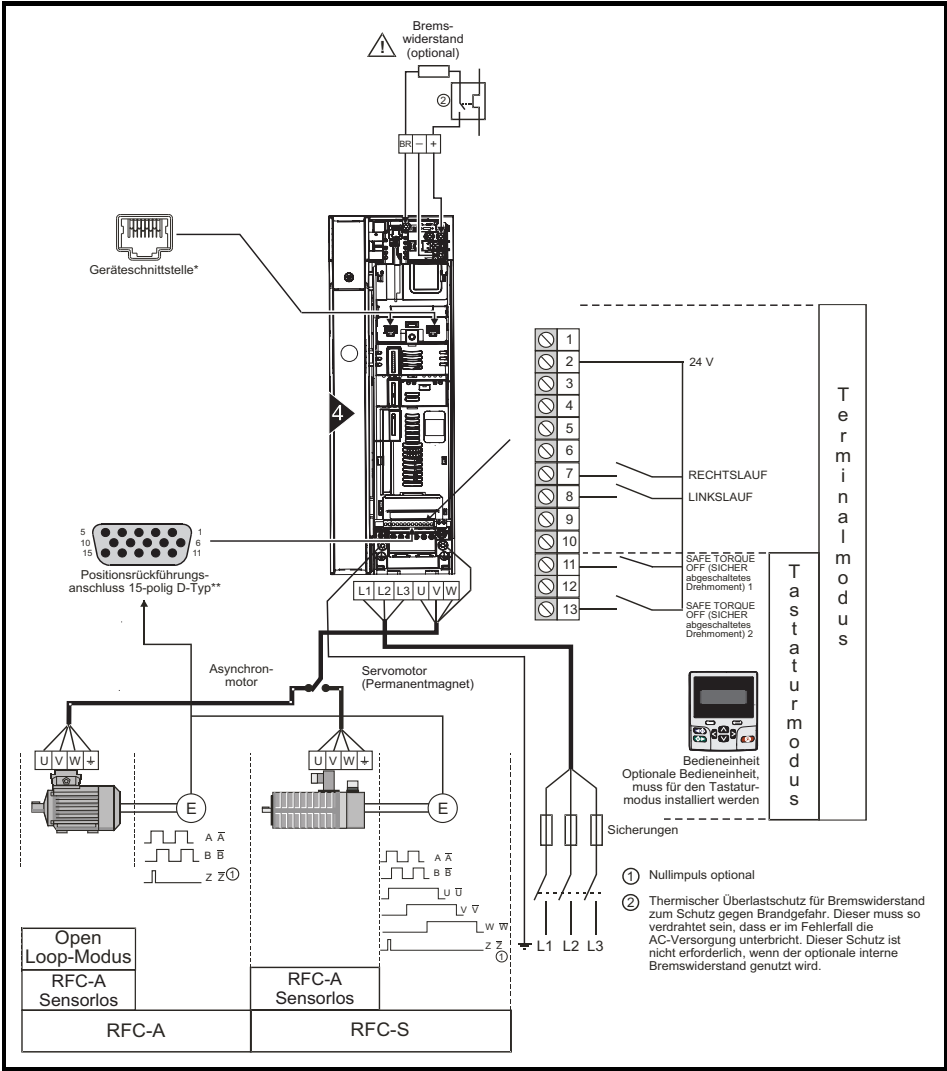 Brems-
widerstand
(optional)
2
BR – +
Geräteschnittstelle*
4
1
2
3
4
5
6
7
8
9
10
11
12
13
24 V
RECHTSLAUF
LINKSLAUF
SAFE TORQUE
OFF (SICHER
abgeschaltetes
Drehmoment) 1
SAFE TORQUE
OFF (SICHER
abgeschaltetes
Drehmoment) 2
Terminalmodus
Tastaturmodus
5 1
10 6
15 11
Positionsrückführungs-
anschluss 15-polig D-Typ**
L1 L2 L3 U V W
Asynchron-
motor
Servomotor
(Permanentmagnet)
U V W
E
U V W
E
A A̅
B B̅
Z Z̅ 1
A A̅
B B̅
U U̅
V V̅
W W̅
Z Z̅
1
Bedieneinheit
Optionale Bedieneinheit,
muss für den Tastatur-
modus installiert werden
Sicherungen
L1 L2 L3
1 Nullimpuls optional
2 Thermischer Überlastschutz für Bremswiderstand
zum Schutz gegen Brandgefahr. Dieser muss so
verdrahtet sein, dass er im Fehlerfall die
AC-Versorgung unterbricht. Dieser Schutz ist
nicht erforderlich, wenn der optionale interne
Bremswiderstand genutzt wird.
Open
Loop-Modus
RFC-A
Sensorlos
RFC-A
RFC-A
Sensorlos
RFC-S